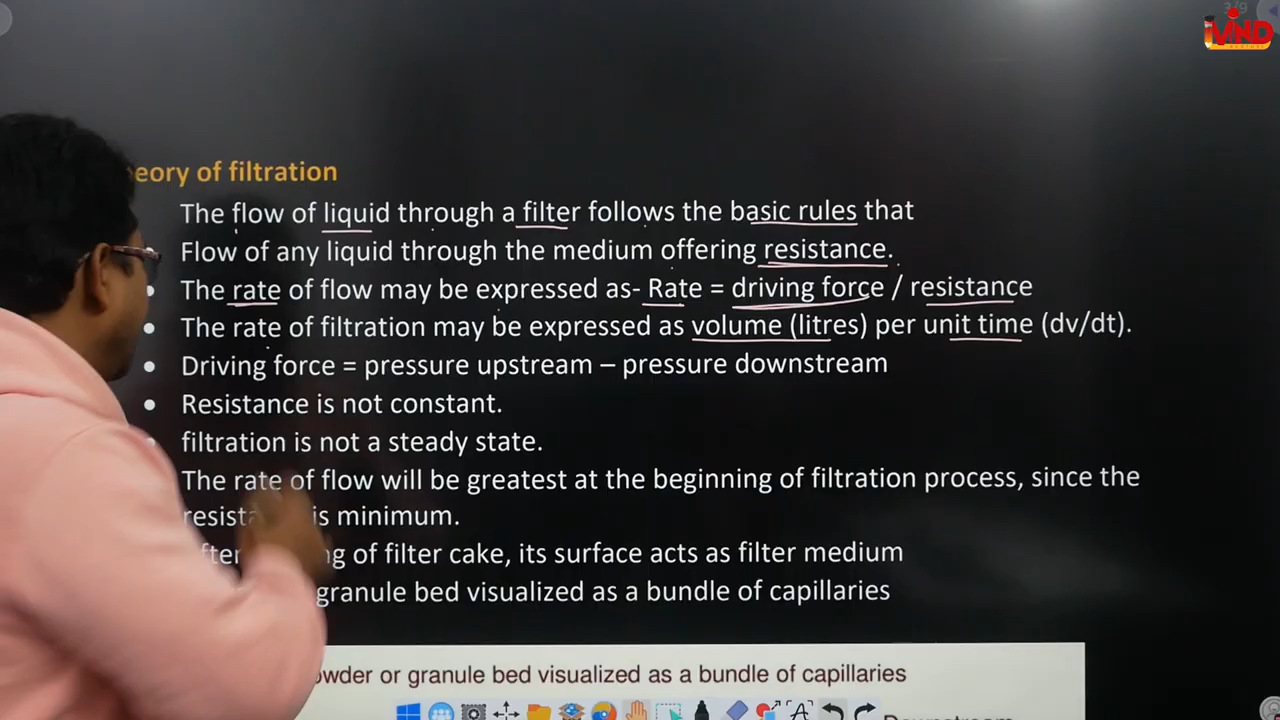 3/9
iMIND
eory of filtration
The flow of liquid through a filter follows the basic rules that
Flow of any liquid through the medium offering resistance.
• The rate of flow may be expressed as- Rate = driving force / resistance
• The rate of filtration may be expressed as volume (litres) per unit time (dv/dt).
• Driving force = pressure upstream – pressure downstream
• Resistance is not constant.
filtration is not a steady state.
The rate of flow will be greatest at the beginning of filtration process, since the
is minimum.
of filter cake, its surface acts as filter medium
granule bed visualized as a bundle of capillaries
owder or granule bed visualized as a bundle of capillaries
Downstream